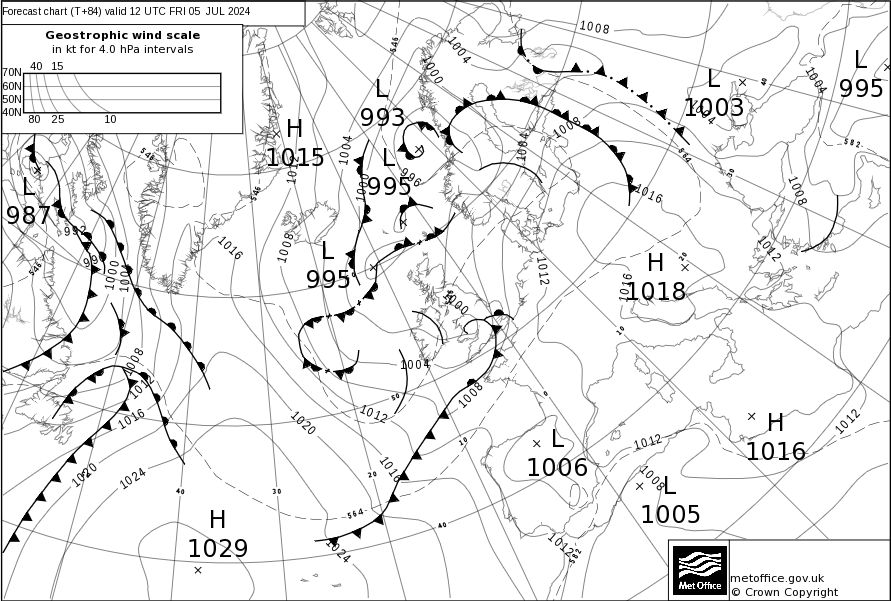 Forecast chart (T+84) valid 12 UTC FRI 05 JUL 2024
Geostrophic wind scale
in kt for 4.0 hPa intervals
40 15
70N
60N
50N
40N
80 25 10
546
1004
1008
1000
L
993
L
1003
40
1004
L
995
1004
H
1015
546
546
1004
1008
564
582
L
995
996
1000
1016
30
1008
L
987
992
1016
1008
L
995
1012
20
H
1018
1012
546
996
1000
1004
1000
1016
10
1008
1012
1004
0
1008
50
1016
1020
1012
H
1016
1012
1012
10
L
1006
1020
1024
1016
20
1008
L
1005
40
30
564
40
H
1029
1024
1012
582
Met Office
metoffice.gov.uk
© Crown Copyright